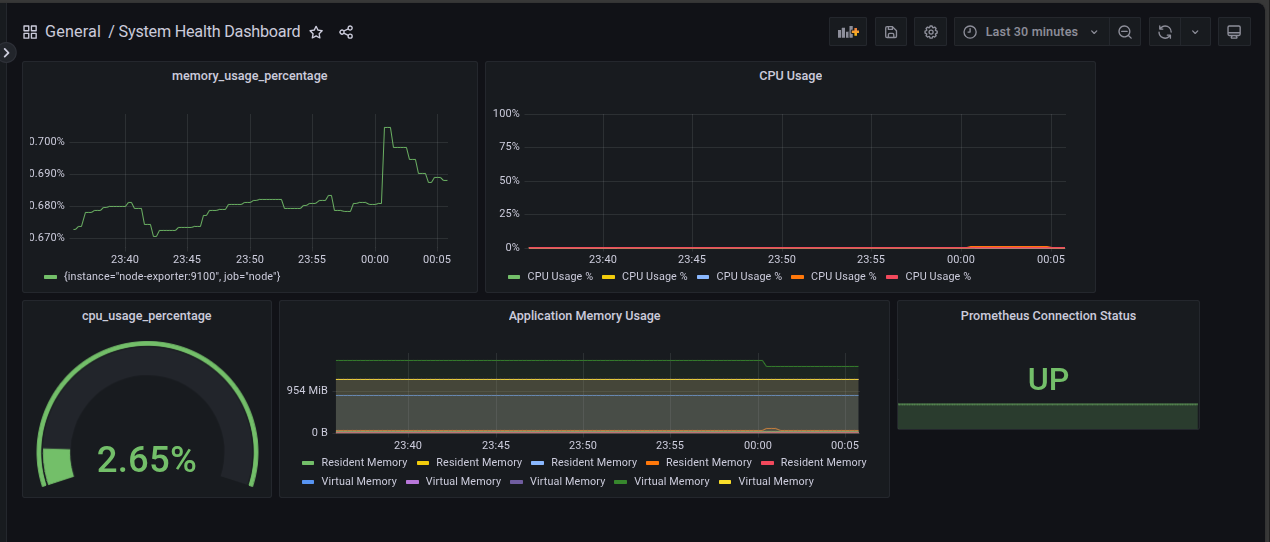 General / System Health Dashboard
Last 30 minutes
memory_usage_percentage
0.700%
0.690%
0.680%
0.670%
23:40 23:45 23:50 23:55 00:00 00:05
{instance="node-exporter:9100", job="node"}
CPU Usage
100%
75%
50%
25%
0%
23:40 23:45 23:50 23:55 00:00 00:05
CPU Usage % CPU Usage % CPU Usage % CPU Usage % CPU Usage %
cpu_usage_percentage
2.65%
Application Memory Usage
954 MiB
0 B
23:40 23:45 23:50 23:55 00:00 00:05
Resident Memory Resident Memory Resident Memory Resident Memory Resident Memory
Virtual Memory Virtual Memory Virtual Memory Virtual Memory Virtual Memory
Prometheus Connection Status
UP